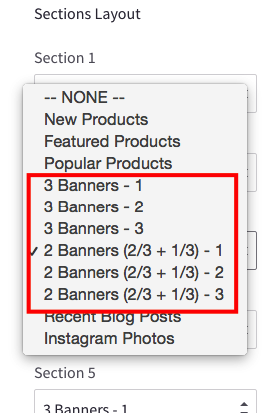 Sections Layout
Section 1
-- NONE --
New Products
Featured Products
Popular Products
3 Banners - 1
3 Banners - 2
3 Banners - 3
✓ 2 Banners (2/3 + 1/3) - 1
2 Banners (2/3 + 1/3) - 2
2 Banners (2/3 + 1/3) - 3
Recent Blog Posts
Instagram Photos
Section 5
3 Banners - 1